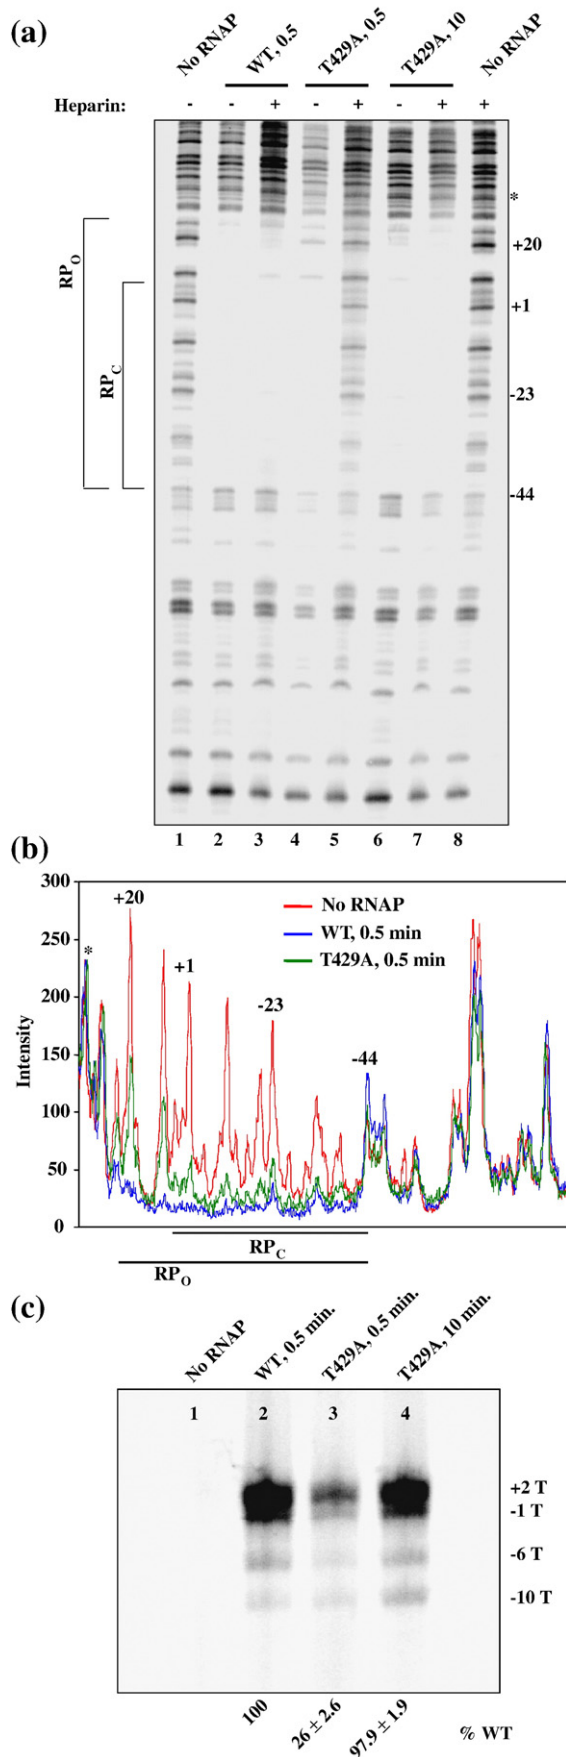 (a)
No RNAP
WT, 0.5
T429A, 0.5
T429A, 10
No RNAP
Heparin: - - + - + - + +
*
+20
+1
-23
-44
RPO
RPC
1 2 3 4 5 6 7 8
(b)
300
250
200
150
100
50
0
Intensity
*
+20
+1
-23
-44
No RNAP
WT, 0.5 min
T429A, 0.5 min
RPC
RPO
(c)
No RNAP
WT, 0.5 min.
T429A, 0.5 min.
T429A, 10 min.
1 2 3 4
+2 T
-1 T
-6 T
-10 T
100
26 ± 2.6
97.9 ± 1.9
% WT